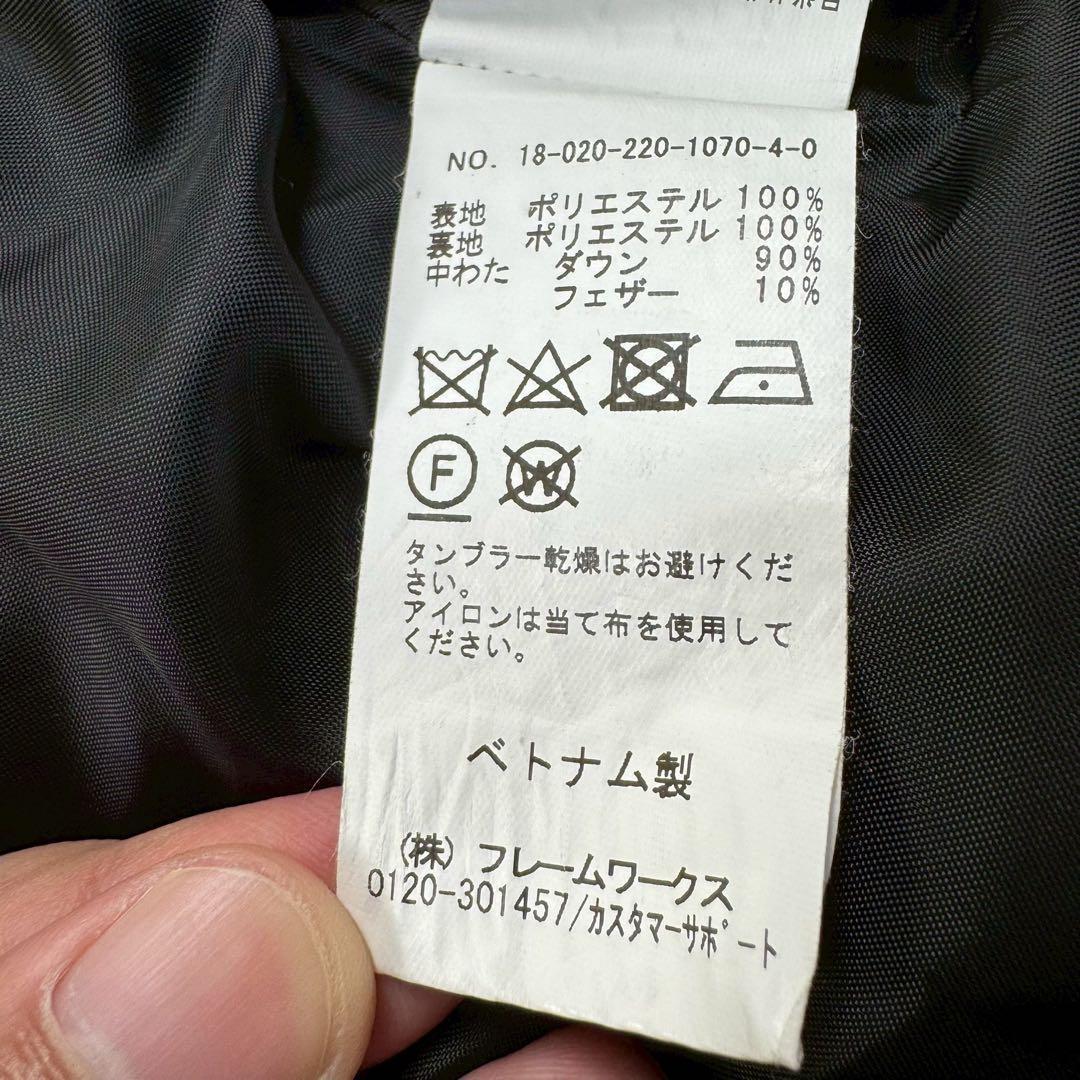 NO. 18-020-220-1070-4-0
表地 ポリエステル 100%
裏地 ポリエステル 100%
中わた ダウン 90%
フェザー 10%
F W
タンブラー乾燥はお避けくだ
さい。
アイロンは当て布を使用して
ください。
ベトナム製
(株) フレームワークス
0120-301457/カスタマーサポート